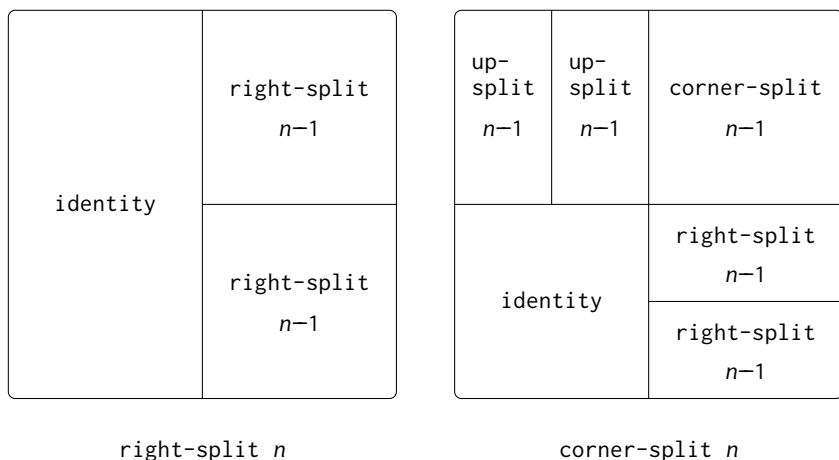 right-split
n–1
identity
right-split
n–1
right-split n
up-
split
n–1
up-
split
n–1
corner-split
n–1
identity
right-split
n–1
right-split
n–1
corner-split n